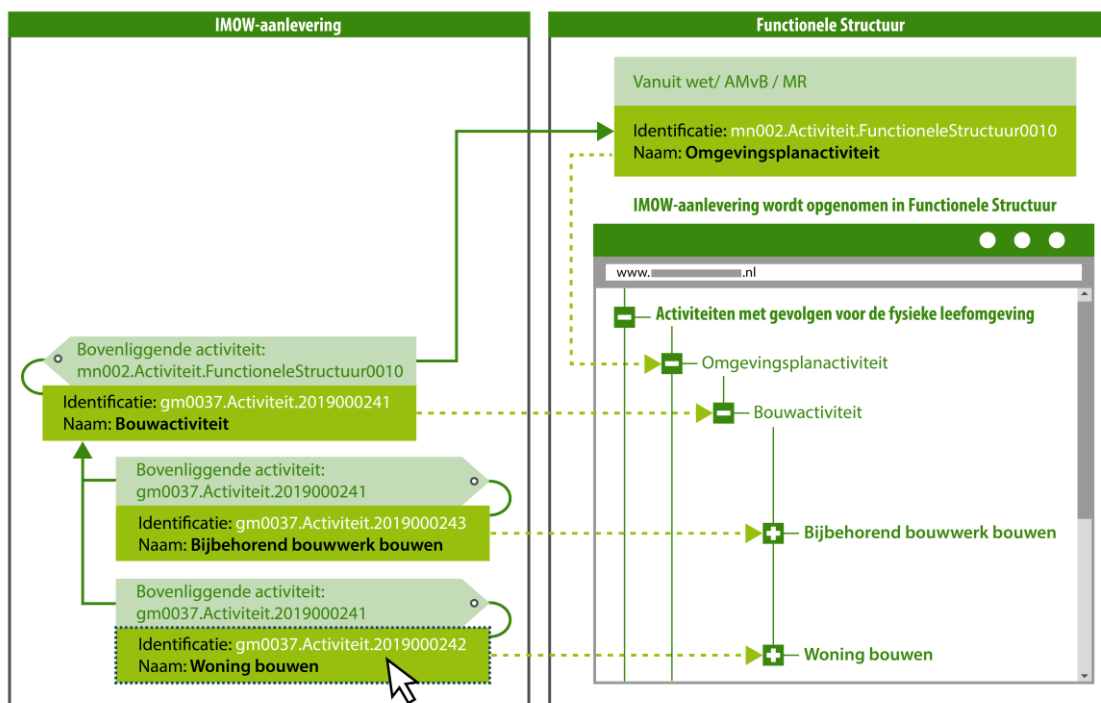 IMOW-aanlevering
Bovenliggende activiteit:
mn002.Activiteit.FunctioneleStructuur0010
Identificatie: gm0037.Activiteit.2019000241
Naam: Bouwactiviteit
Bovenliggende activiteit:
gm0037.Activiteit.2019000241
Identificatie: gm0037.Activiteit.2019000243
Naam: Bijbehorend bouwwerk bouwen
Bovenliggende activiteit:
gm0037.Activiteit.2019000241
Identificatie: gm0037.Activiteit.2019000242
Naam: Woning bouwen
Functionele Structuur
Vanuit wet/ AMvB / MR
Identificatie: mn002.Activiteit.FunctioneleStructuur0010
Naam: Omgevingsplanactiviteit
IMOW-aanlevering wordt opgenomen in Functionele Structuur
www. .nl
Activiteiten met gevolgen voor de fysieke leefomgeving
Omgevingsplanactiviteit
Bouwactiviteit
Bijbehorend bouwwerk bouwen
Woning bouwen